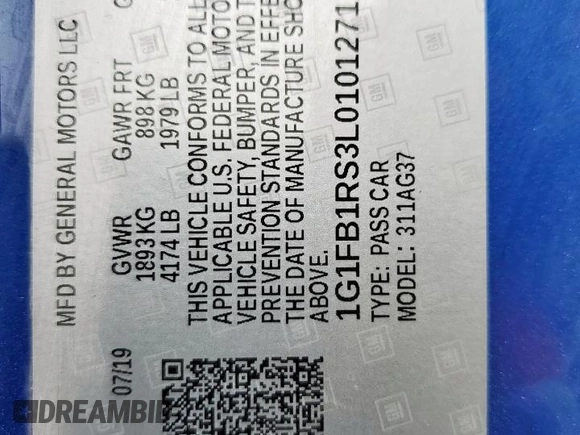 MFD BY GENERAL MOTORS LLC
07/19
GVWR
1893 KG
4174 LB
GAWR FRT
898 KG
1979 LB
THIS VEHICLE CONFORMS TO ALL
APPLICABLE U.S. FEDERAL MOTO
VEHICLE SAFETY, BUMPER, AND T
PREVENTION STANDARDS IN EFFE
THE DATE OF MANUFACTURE SHO
ABOVE.
1G1FB1RS3L0101271
TYPE: PASS CAR
MODEL: 311AG37
GM
DREAMBID